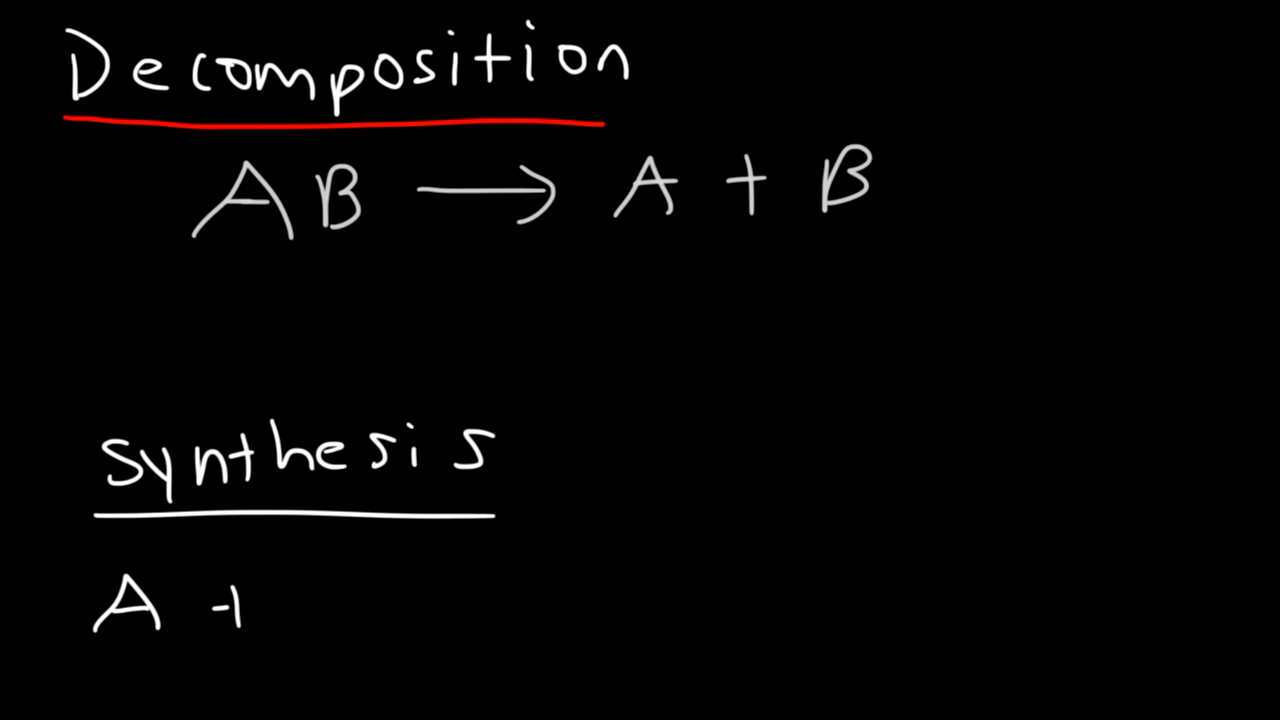 Decomposition
AB → A + B
Synthesis
A +